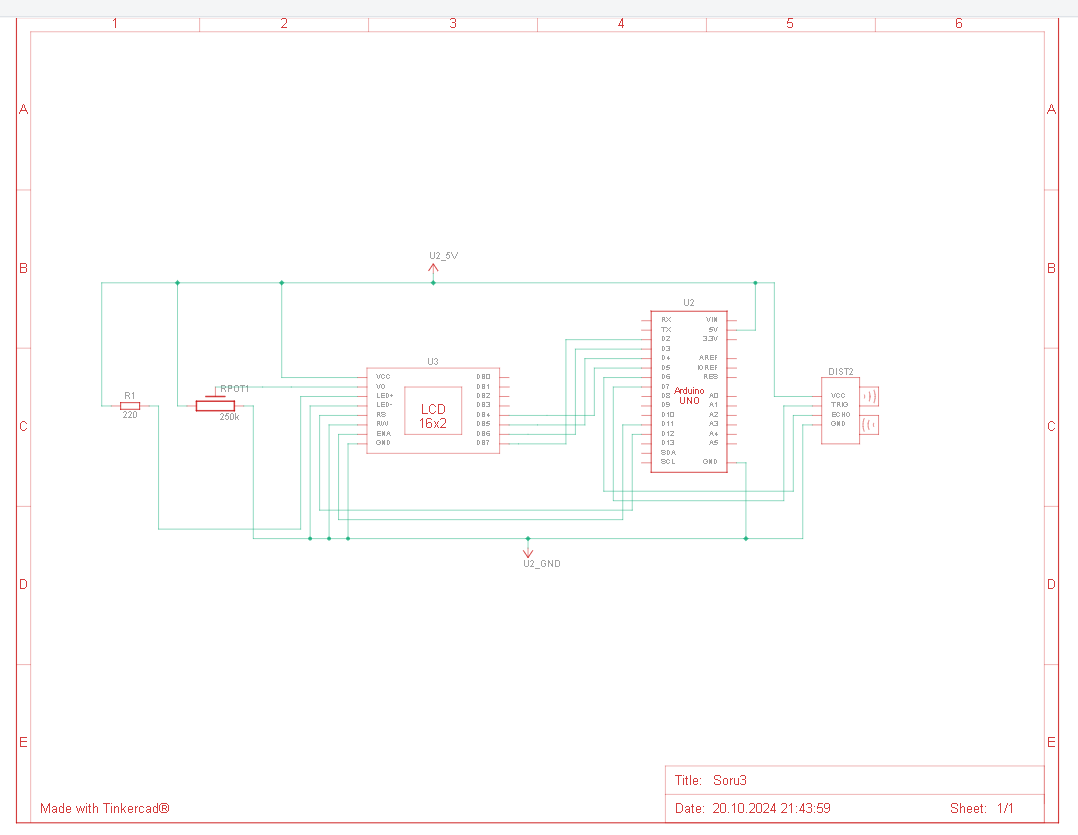 1 2 3 4 5 6
A A
U2_5V
B B
U2
RX VIN
TX 5V
D2 3.3V
D3
D4 AREF
D5 IOREF
D6 RES
D7
D8 A0
D9 A1
D10 A2
D11 A3
D12 A4
D13 A5
SDA
SCL GND
Arduino
UNO
U3
VCC DB0
VO DB1
LED+ DB2
LED- DB3
RS DB4
R/W DB5
ENA DB6
GND DB7
LCD
16x2
DIST2
VCC
TRIG
ECHO
GND
RPOT1
250k
R1
220
C C
U2_GND
D D
E E
Title: Soru3
Made with Tinkercad®
Date: 20.10.2024 21:43:59 Sheet: 1/1